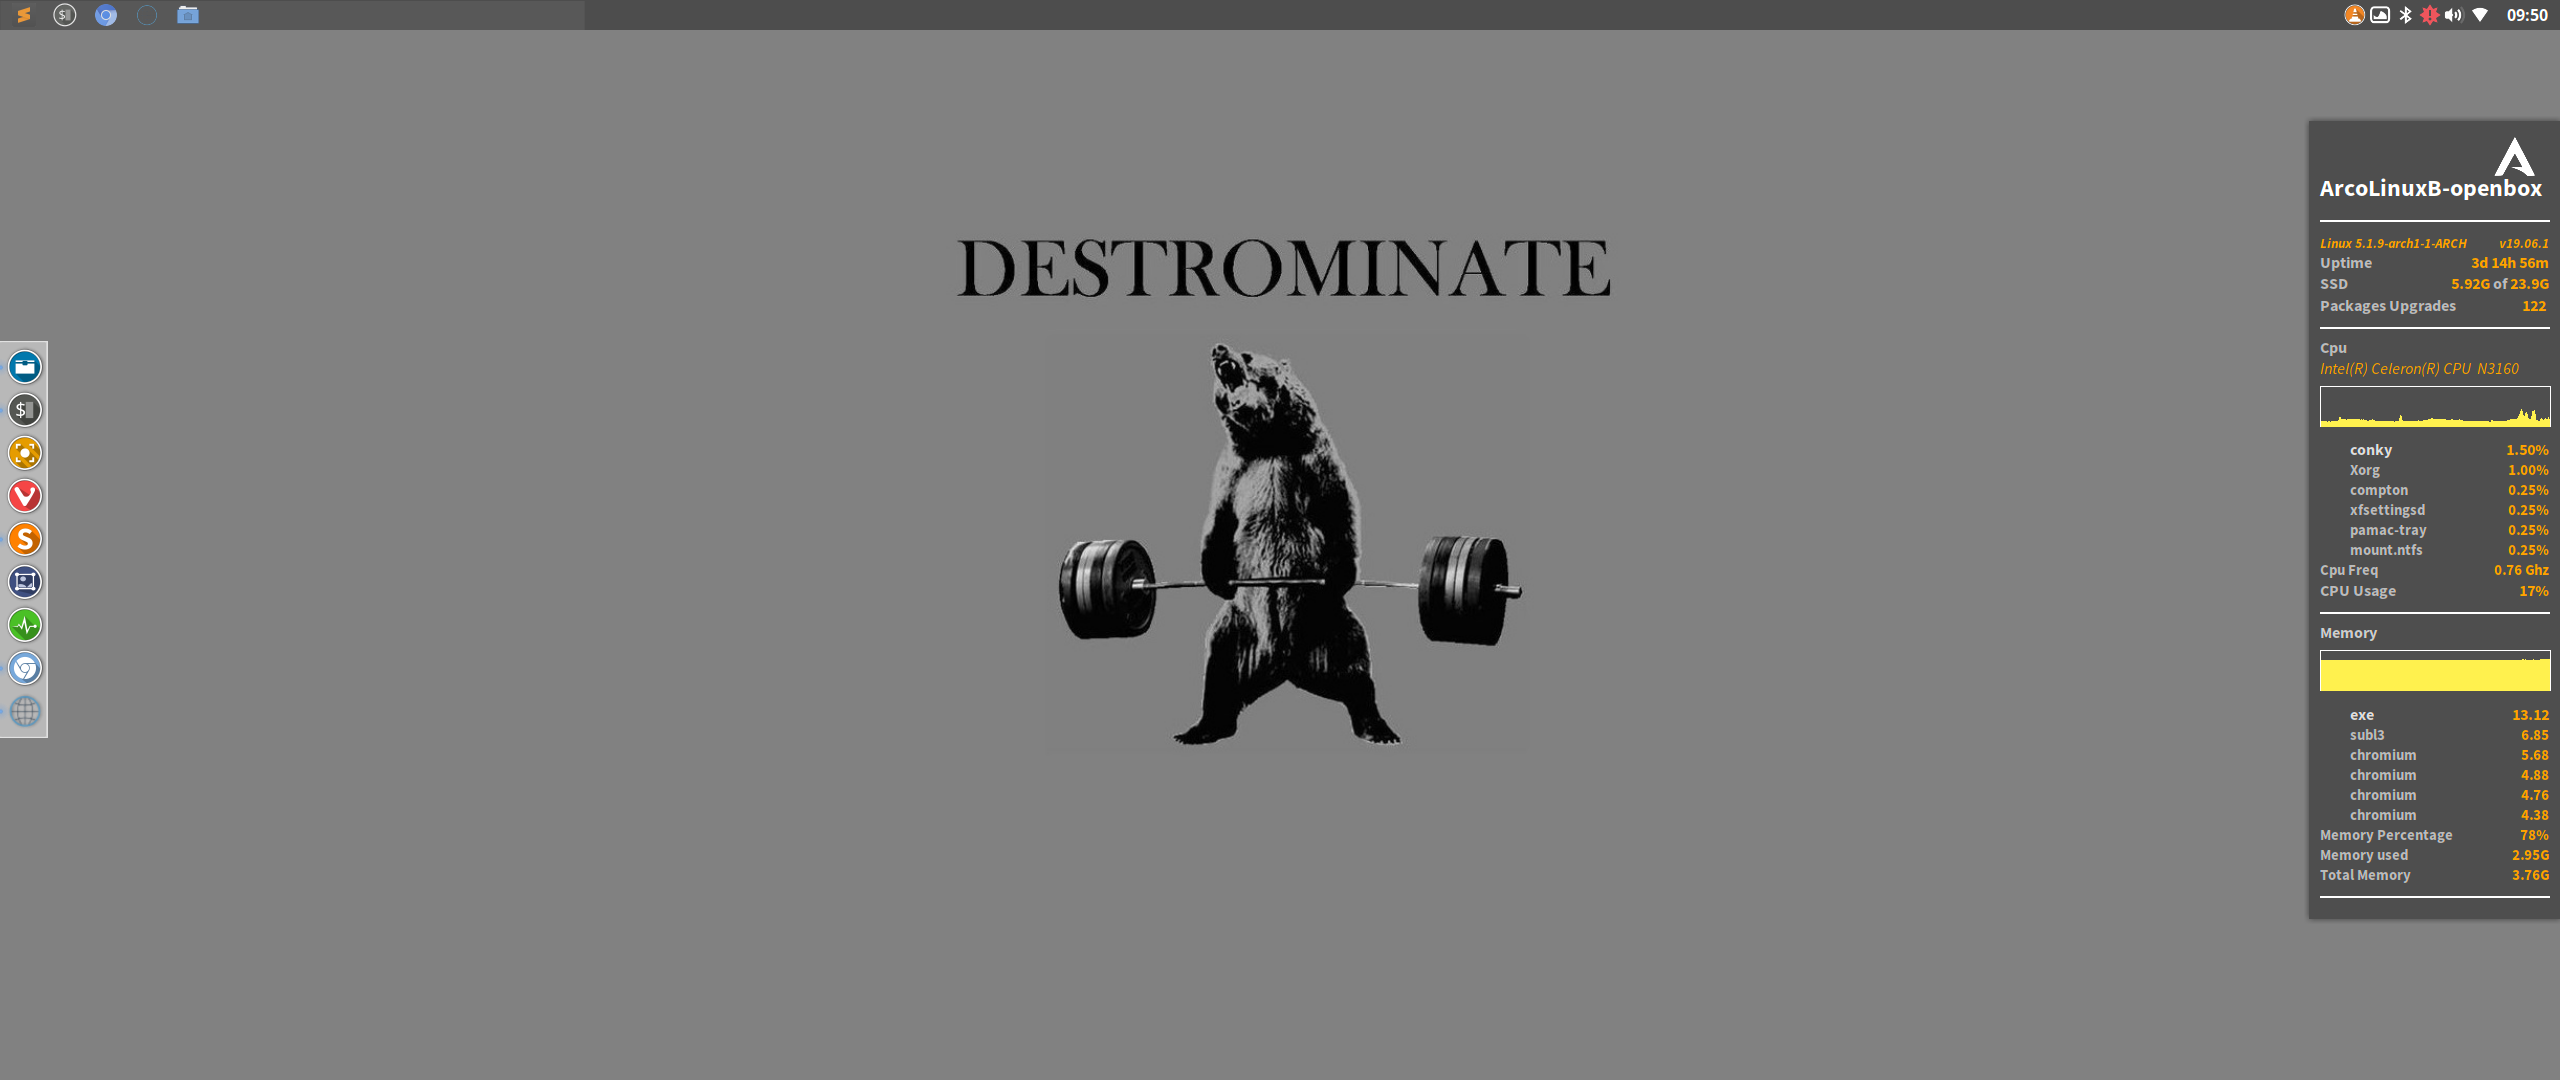 09:50
DESTROMINATE
ArcoLinuxB-openbox
Linux 5.1.9-arch1-1-ARCH v19.06.1
Uptime 3d 14h 56m
SSD 5.92G of 23.9G
Packages Upgrades 122
Cpu
Intel(R) Celeron(R) CPU N3160
conky 1.50%
Xorg 1.00%
compton 0.25%
xfsettingsd 0.25%
pamac-tray 0.25%
mount.ntfs 0.25%
Cpu Freq 0.76 Ghz
CPU Usage 17%
Memory
exe 13.12
subl3 6.85
chromium 5.68
chromium 4.88
chromium 4.76
chromium 4.38
Memory Percentage 78%
Memory used 2.95G
Total Memory 3.76G